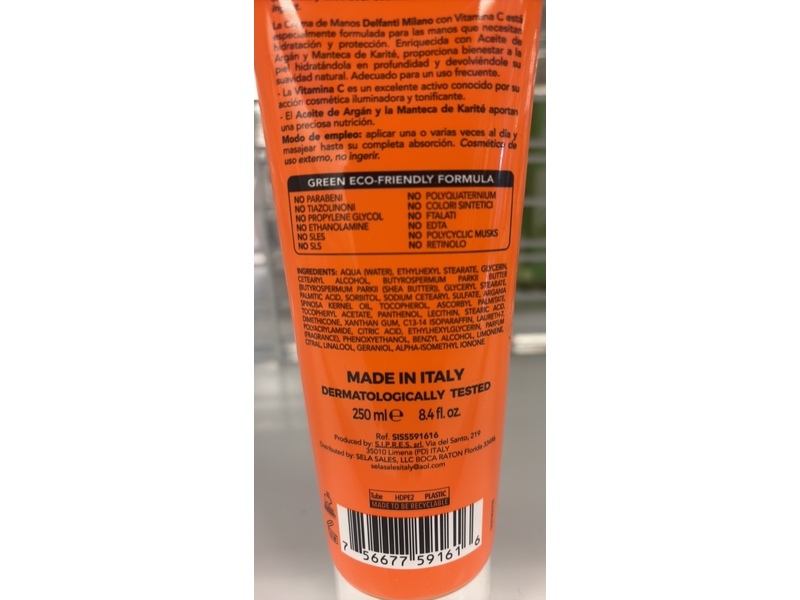 ingerir.
La Crema de Manos Delfanti Milano con Vitamina C está
especialmente formulada para las manos que necesitan
hidratación y protección. Enriquecida con Aceite de
Argán y Manteca de Karité, proporciona bienestar a la
piel hidratándola en profundidad y devolviéndole su
suavidad natural. Adecuado para un uso frecuente.
- La Vitamina C es un excelente activo conocido por su
acción cosmética iluminadora y tonificante.
- El Aceite de Argán y la Manteca de Karité aportan
una preciosa nutrición.
Modo de empleo: aplicar una o varias veces al día y
masajear hasta su completa absorción. Cosmético de
uso externo, no ingerir.
GREEN ECO-FRIENDLY FORMULA
NO PARABENI
NO TIAZOLINONI
NO PROPYLENE GLYCOL
NO ETHANOLAMINE
NO SLES
NO SLS
NO POLYQUATERNIUM
NO COLORI SINTETICI
NO FTALATI
NO EDTA
NO POLYCYCLIC MUSKS
NO RETINOLO
INGREDIENTS: AQUA (WATER), ETHYLHEXYL STEARATE, GLYCERIN,
CETEARYL ALCOHOL, BUTYROSPERMUM PARKII BUTTER
(BUTYROSPERMUM PARKII (SHEA BUTTER)), GLYCERYL STEARATE,
PALMITIC ACID, SORBITOL, SODIUM CETEARYL SULFATE, ARGANIA
SPINOSA KERNEL OIL, TOCOPHEROL, ASCORBYL PALMITATE,
TOCOPHERYL ACETATE, PANTHENOL, LECITHIN, STEARIC ACID,
DIMETHICONE, XANTHAN GUM, C13-14 ISOPARAFFIN, LAURETH-7,
POLYACRYLAMIDE, CITRIC ACID, ETHYLHEXYLGLYCERIN, PARFUM
(FRAGRANCE), PHENOXYETHANOL, BENZYL ALCOHOL, LIMONENE,
CITRAL, LINALOOL, GERANIOL, ALPHA-ISOMETHYL IONONE
MADE IN ITALY
DERMATOLOGICALLY TESTED
250 ml e 8.4 fl. oz.
Ref. SISS591616
Produced by: S.I.P.R.E.S. srl, Via del Santo, 219
35010 Limena (PD) ITALY
Distributed by: SELA SALES, LLC BOCA RATON Florida 33486
selasalesitaly@aol.com
Tube HDPE2 PLASTIC
MADE TO BE RECYCLABLE
7 56677 59161 6